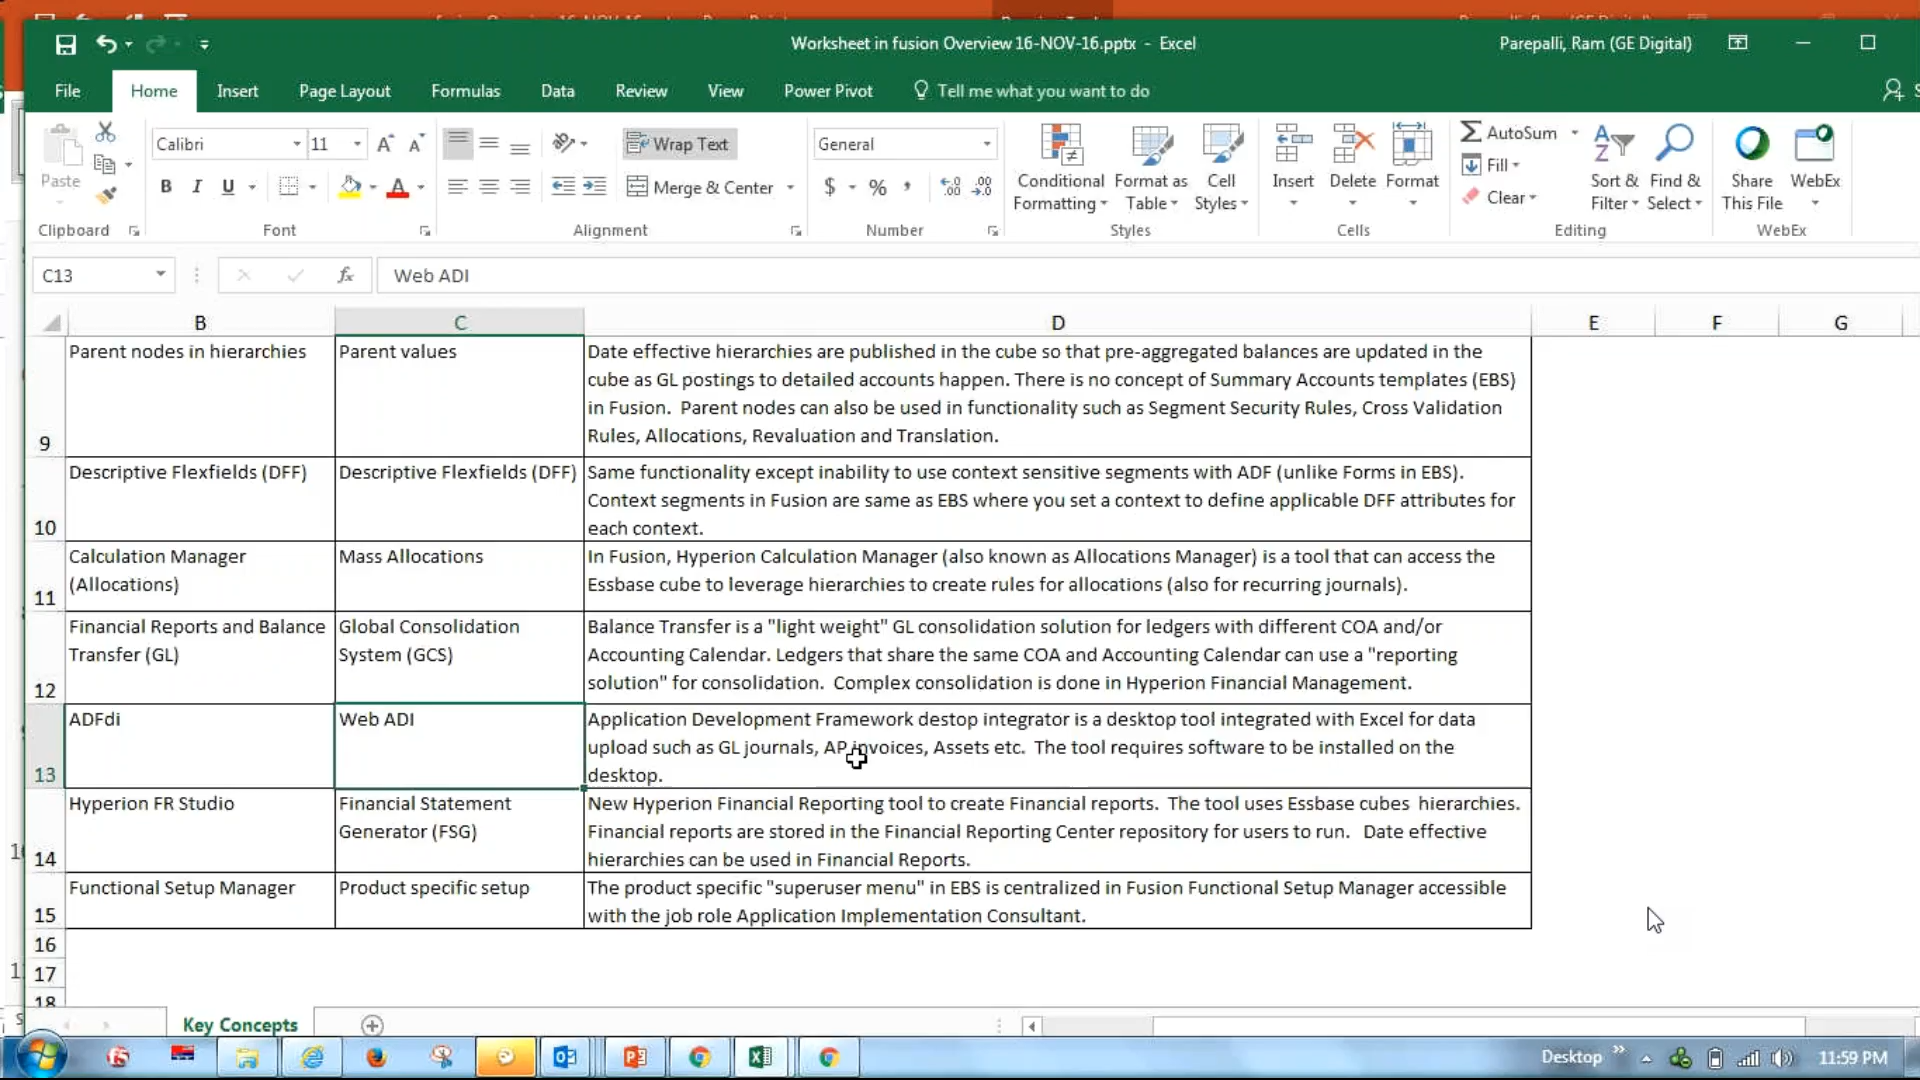 Worksheet in fusion Overview 16-NOV-16.pptx - Excel
Parepalli, Ram (GE Digital)
File Home Insert Page Layout Formulas Data Review View Power Pivot Tell me what you want to do
Calibri 11 Wrap Text General
AutoSum
Fill
Clear
Paste
B I U A
Merge & Center
$ %
Conditional Formatting
Format as Table
Cell Styles
Insert Delete Format
Sort & Filter
Find & Select
Share This File
WebEx
Clipboard Font Alignment Number Styles Cells Editing WebEx
C13 fx Web ADI
B C D E F G
9
Parent nodes in hierarchies
Parent values
Date effective hierarchies are published in the cube so that pre-aggregated balances are updated in the
cube as GL postings to detailed accounts happen. There is no concept of Summary Accounts templates (EBS)
in Fusion. Parent nodes can also be used in functionality such as Segment Security Rules, Cross Validation
Rules, Allocations, Revaluation and Translation.
10
Descriptive Flexfields (DFF)
Descriptive Flexfields (DFF)
Same functionality except inability to use context sensitive segments with ADF (unlike Forms in EBS).
Context segments in Fusion are same as EBS where you set a context to define applicable DFF attributes for
each context.
11
Calculation Manager
(Allocations)
Mass Allocations
In Fusion, Hyperion Calculation Manager (also known as Allocations Manager) is a tool that can access the
Essbase cube to leverage hierarchies to create rules for allocations (also for recurring journals).
12
Financial Reports and Balance
Transfer (GL)
Global Consolidation
System (GCS)
Balance Transfer is a "light weight" GL consolidation solution for ledgers with different COA and/or
Accounting Calendar. Ledgers that share the same COA and Accounting Calendar can use a "reporting
solution" for consolidation. Complex consolidation is done in Hyperion Financial Management.
13
ADFdi
Web ADI
Application Development Framework destop integrator is a desktop tool integrated with Excel for data
upload such as GL journals, AP invoices, Assets etc. The tool requires software to be installed on the
desktop.
14
Hyperion FR Studio
Financial Statement
Generator (FSG)
New Hyperion Financial Reporting tool to create Financial reports. The tool uses Essbase cubes hierarchies.
Financial reports are stored in the Financial Reporting Center repository for users to run. Date effective
hierarchies can be used in Financial Reports.
15
Functional Setup Manager
Product specific setup
The product specific "superuser menu" in EBS is centralized in Fusion Functional Setup Manager accessible
with the job role Application Implementation Consultant.
16
17
18
Key Concepts
Desktop 11:59 PM